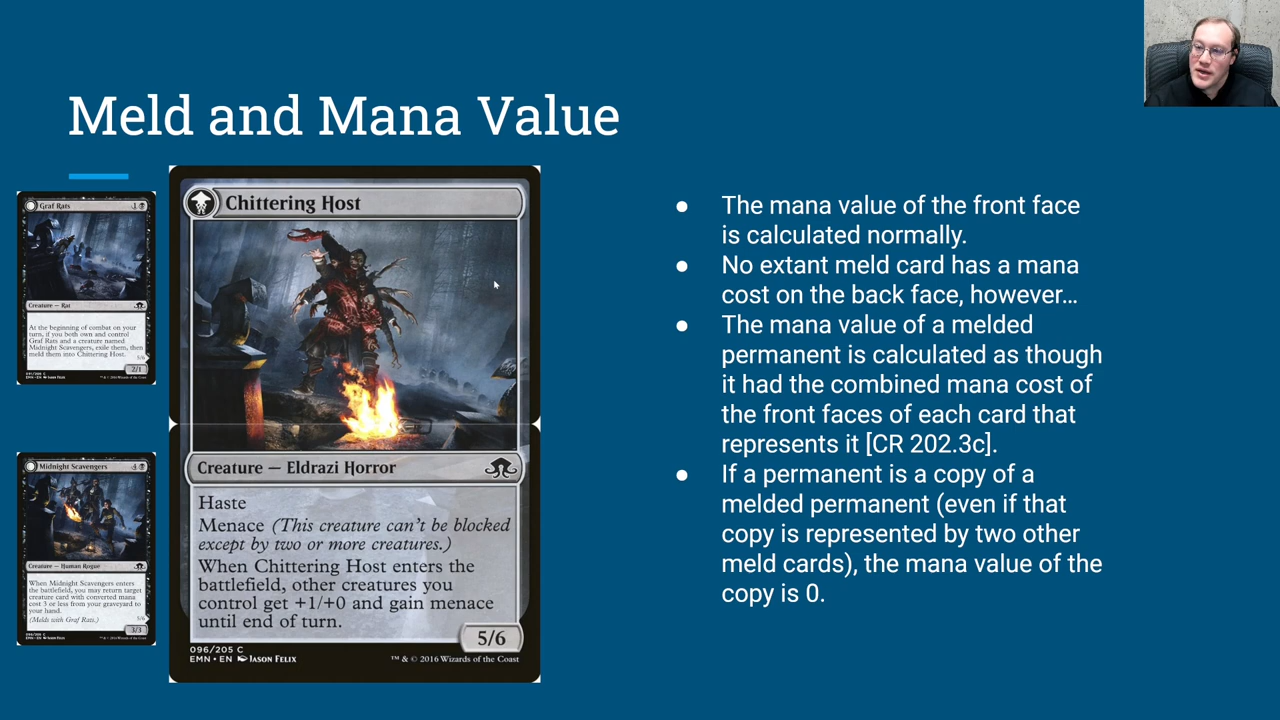 Meld and Mana Value
Graf Rats 1
Creature — Rat
At the beginning of combat on your
turn, if you both own and control
Graf Rats and a creature named
Midnight Scavengers, exile them, then
meld them into Chittering Host.
5/6
2/1
Midnight Scavengers 4
Creature — Human Rogue
When Midnight Scavengers enters
the battlefield, you may return target
creature card with converted mana
cost 3 or less from your graveyard to
your hand.
(Melds with Graf Rats.)
5/6
3/3
Chittering Host
Creature — Eldrazi Horror
Haste
Menace (This creature can't be blocked
except by two or more creatures.)
When Chittering Host enters the
battlefield, other creatures you
control get +1/+0 and gain menace
until end of turn.
5/6
096/205 C
EMN • EN Jason Felix
™ & © 2016 Wizards of the Coast
● The mana value of the front face
is calculated normally.
● No extant meld card has a mana
cost on the back face, however...
● The mana value of a melded
permanent is calculated as though
it had the combined mana cost of
the front faces of each card that
represents it [CR 202.3c].
● If a permanent is a copy of a
melded permanent (even if that
copy is represented by two other
meld cards), the mana value of the
copy is 0.